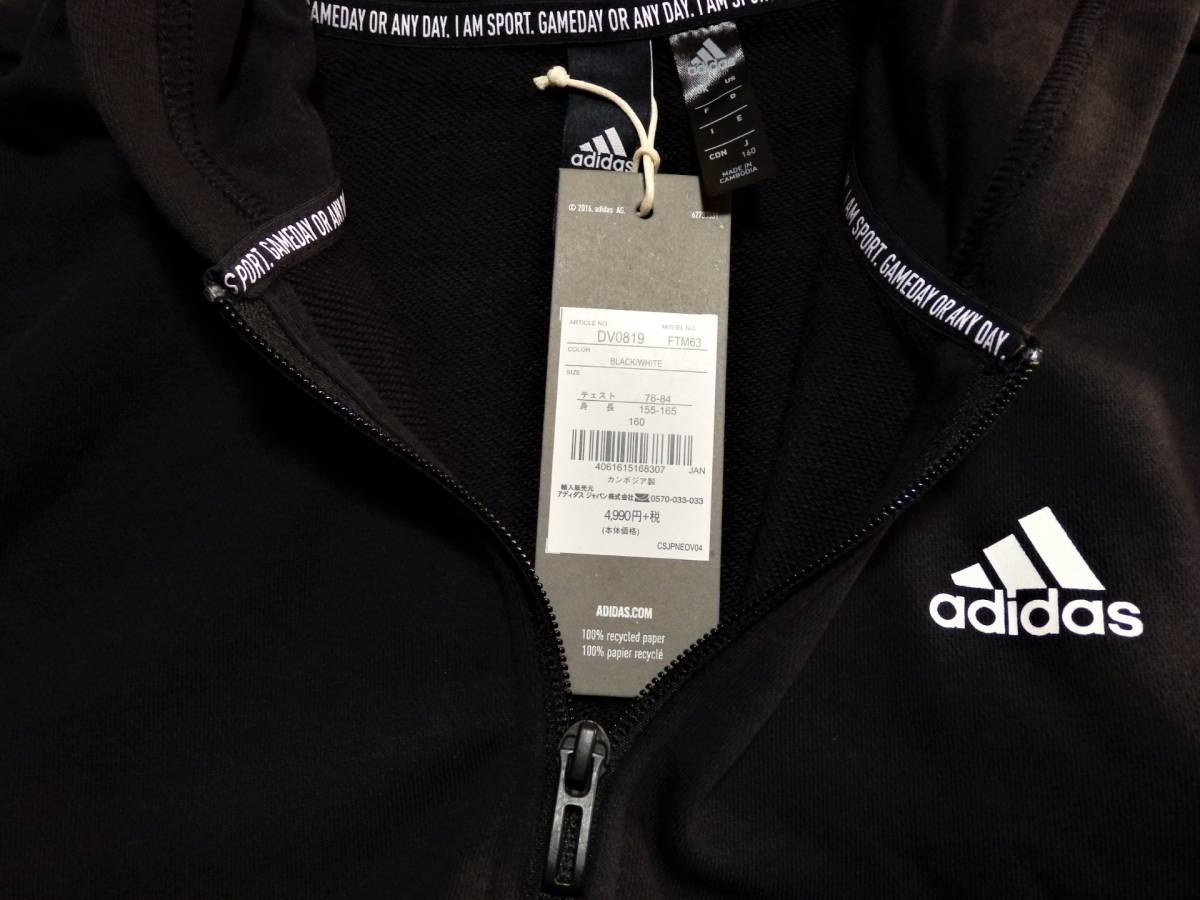 GAMEDAY OR ANY DAY. I AM SPORT. GAMEDAY OR ANY DAY. I AM SPORT.
adidas
US
F D
I E
CDN J
160
MADE IN
CAMBODIA
adidas
© 2016. adidas AG.
PORT. GAMEDAY OR ANY
I AM SPORT. GAMEDAY OR ANY DAY.
ARTICLE NO. MODEL NO.
DV0819 FTM63
COLOR
BLACK/WHITE
SIZE
チェスト 76-84
身長 155-165
160
4061615168307 JAN
カンボジア製
輸入販売元
アディダス ジャパン株式会社 0570-033-033
4,990円+税
(本体価格)
CSJPNEOV04
ADIDAS.COM
100% recycled paper
100% papier recyclé
adidas